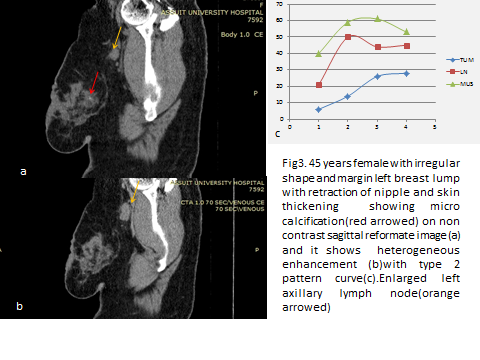 F
ASSUIT UNIVERSITY HOSPITAL
7592
Body 1.0 CE
P
a
ASSUIT UNIVERSITY HOSPITAL
7592
CTA 1.0 70 SEC/VENOUS CE
70 SEC/VENOUS
P
b
70
60
50
40
30
20
10
0
0
1
2
3
4
5
TUM
LN
MUS
C
Fig3. 45 years female with irregular
shape and margin left breast lump
with retraction of nipple and skin
thickening showing micro
calcification(red arrowed) on non
contrast sagittal reformate image (a)
and it shows heterogeneous
enhancement (b)with type 2
pattern curve(c).Enlarged left
axillary lymph node(orange
arrowed)